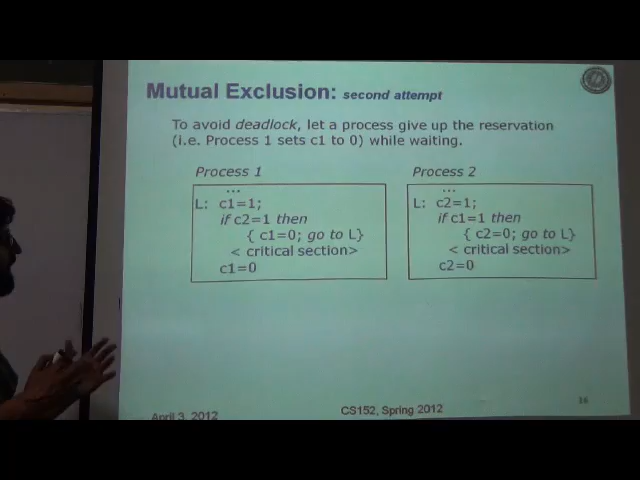 Mutual Exclusion: second attempt
To avoid deadlock, let a process give up the reservation
(i.e. Process 1 sets c1 to 0) while waiting.
Process 1
...
L: c1=1;
if c2=1 then
{ c1=0; go to L}
< critical section>
c1=0
Process 2
...
L: c2=1;
if c1=1 then
{ c2=0; go to L}
< critical section>
c2=0
April 3, 2012
CS152, Spring 2012